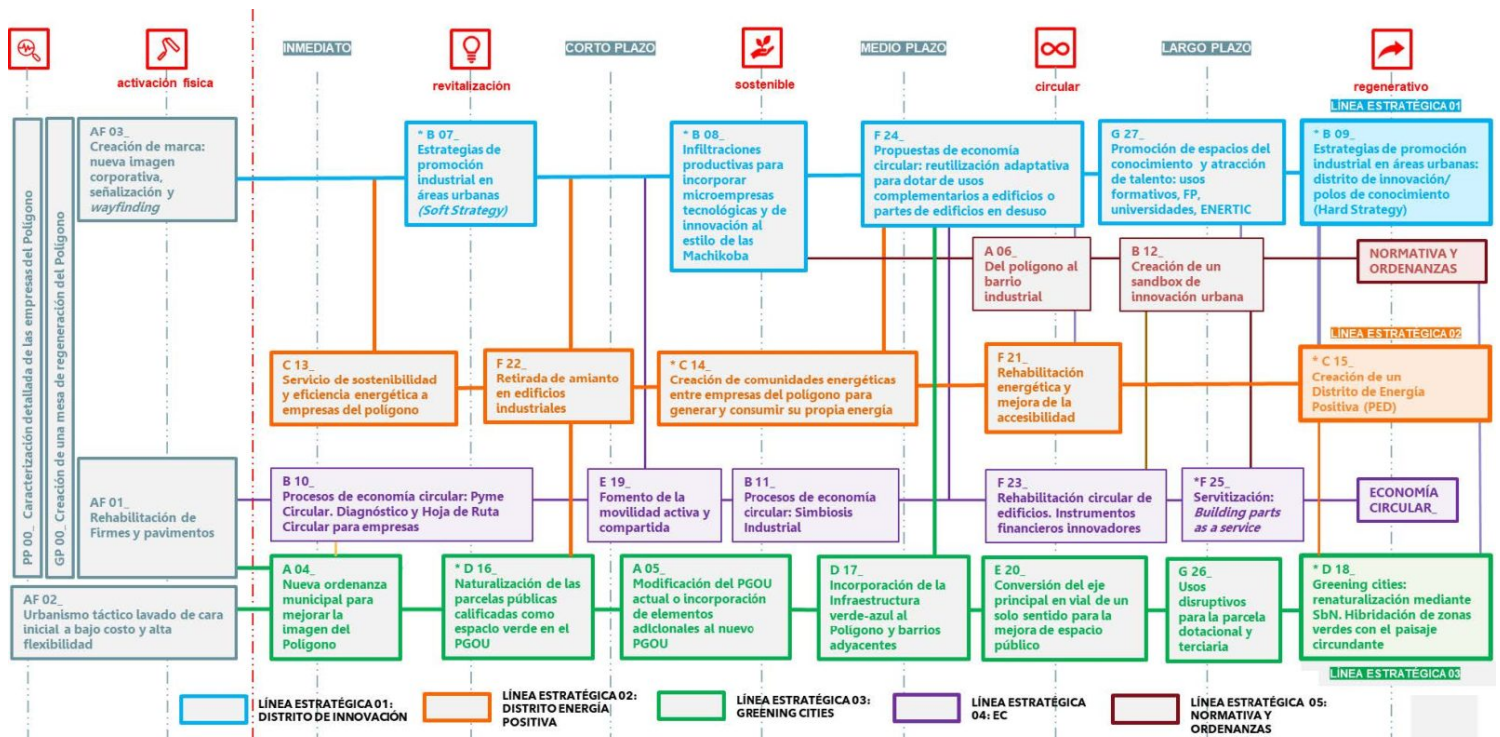 INMEDIATO
CORTO PLAZO
MEDIO PLAZO
LARGO PLAZO
activación física
revitalización
sostenible
circular
regenerativo
LÍNEA ESTRATÉGICA 01
PP 00_ Caracterización detallada de las empresas del Polígono
GP 00_ Creación de una mesa de regeneración del Polígono
AF 03_
Creación de marca:
nueva imagen
corporativa,
señalización y
wayfinding
* B 07_
Estrategias de
promoción
industrial en
áreas urbanas
(Soft Strategy)
* B 08_
Infiltraciones
productivas para
incorporar
microempresas
tecnológicas y de
innovación al
estilo de las
Machikoba
F 24_
Propuestas de economía
circular: reutilización adaptativa
para dotar de usos
complementarios a edificios o
partes de edificios en desuso
G 27_
Promoción de espacios del
conocimiento y atracción
de talento: usos
formativos, FP,
universidades, ENERTIC
* B 09_
Estrategias de promoción
industrial en áreas urbanas:
distrito de innovación/
polos de conocimiento
(Hard Strategy)
A 06_
Del polígono al
barrio
industrial
B 12_
Creación de un
sandbox de
innovación urbana
NORMATIVA Y
ORDENANZAS
LÍNEA ESTRATÉGICA 02
C 13_
Servicio de sostenibilidad
y eficiencia energética a
empresas del polígono
F 22_
Retirada de amianto
en edificios
industriales
* C 14_
Creación de comunidades energéticas
entre empresas del polígono para
generar y consumir su propia energía
F 21_
Rehabilitación
energética y
mejora de la
accesibilidad
* C 15_
Creación de un
Distrito de Energía
Positiva (PED)
AF 01_
Rehabilitación de
Firmes y pavimentos
B 10_
Procesos de economía circular: Pyme
Circular. Diagnóstico y Hoja de Ruta
Circular para empresas
E 19_
Fomento de la
movilidad activa y
compartida
B 11_
Procesos de economía
circular: Simbiosis
Industrial
F 23_
Rehabilitación circular de
edificios. Instrumentos
financieros innovadores
*F 25_
Servitización:
Building parts
as a service
ECONOMÍA
CIRCULAR_
AF 02_
Urbanismo táctico lavado de cara
inicial a bajo costo y alta
flexibilidad
A 04_
Nueva ordenanza
municipal para
mejorar la
imagen del
Polígono
* D 16_
Naturalización de las
parcelas públicas
calificadas como
espacio verde en el
PGOU
A 05_
Modificación del PGOU
actual o incorporación
de elementos
adicionales al nuevo
PGOU
D 17_
Incorporación de la
Infraestructura
verde-azul al
Polígono y barrios
adyacentes
E 20_
Conversión del eje
principal en vial de un
solo sentido para la
mejora de espacio
público
G 26_
Usos
disruptivos
para la parcela
dotacional y
terciaria
* D 18_
Greening cities:
renaturalización mediante
SbN. Hibridación de zonas
verdes con el paisaje
circundante
LÍNEA ESTRATÉGICA 03
LÍNEA ESTRATÉGICA 01:
DISTRITO DE INNOVACIÓN
LÍNEA ESTRATÉGICA 02:
DISTRITO ENERGÍA
POSITIVA
LÍNEA ESTRATÉGICA 03:
GREENING CITIES
LÍNEA ESTRATÉGICA
04: EC
LÍNEA ESTRATÉGICA 05:
NORMATIVA Y
ORDENANZAS